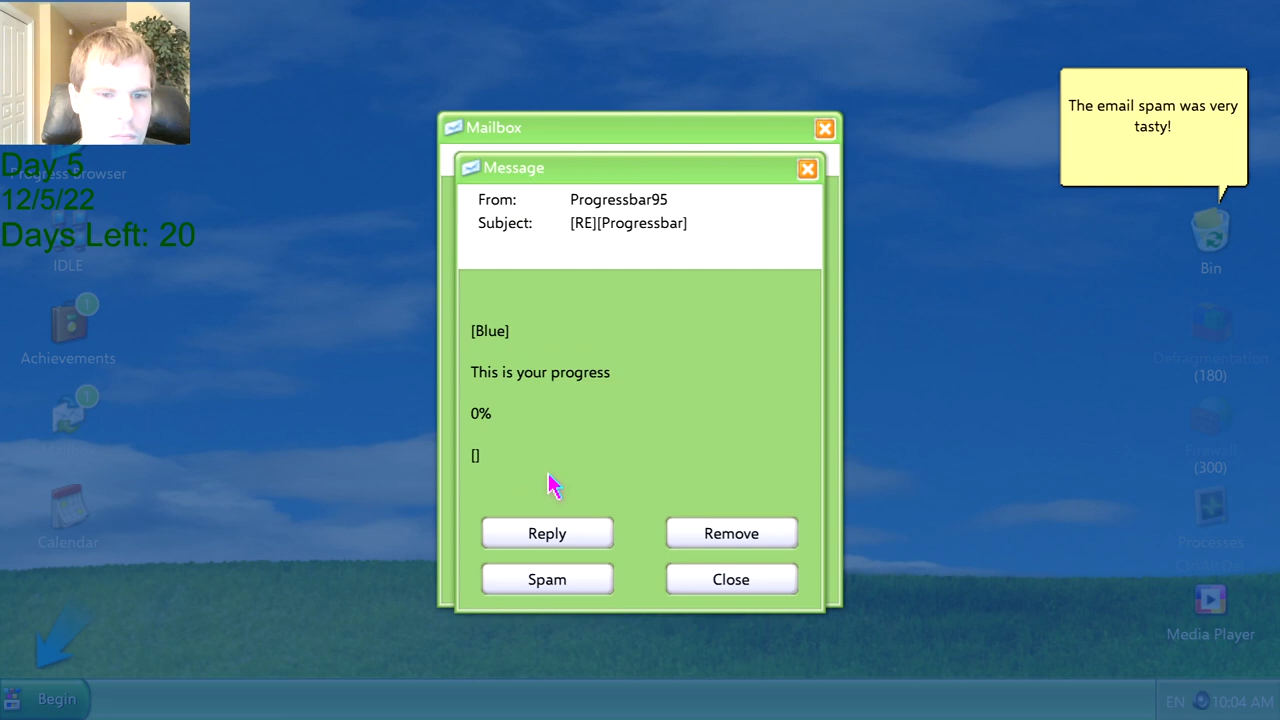 Day 5
Progress Browser
12/5/22
Days Left: 20
IDLE
1
Achievements
1
Calendar
Begin
Mailbox
Message
From: Progressbar95
Subject: [RE][Progressbar]
[Blue]
This is your progress
0%
[]
Reply
Remove
Spam
Close
The email spam was very
tasty!
Bin
Defragmentation
(180)
Firewall
(300)
Processes
Media Player
EN
10:04 AM